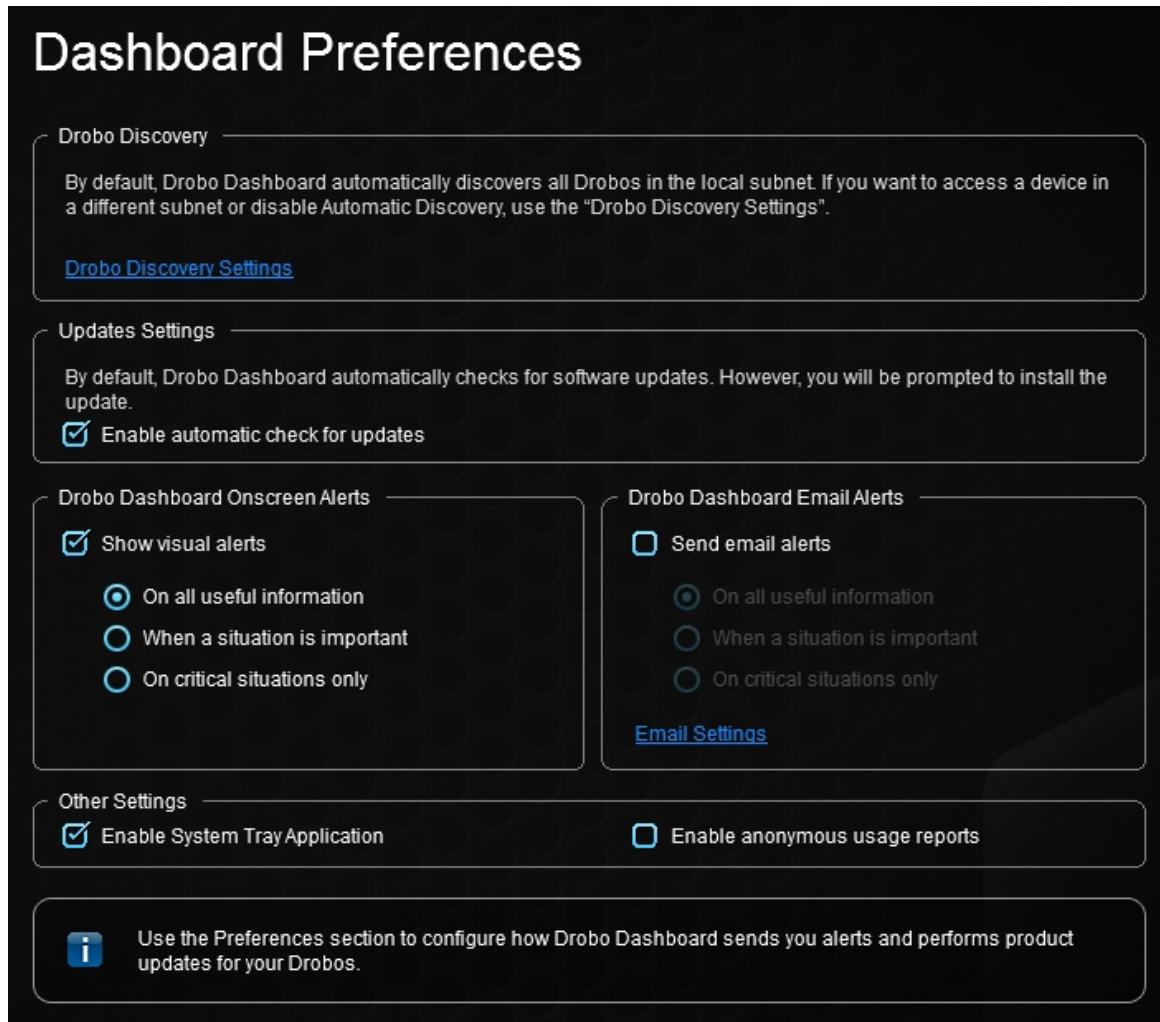 Dashboard Preferences
Drobo Discovery
By default, Drobo Dashboard automatically discovers all Drobos in the local subnet. If you want to access a device in
a different subnet or disable Automatic Discovery, use the “Drobo Discovery Settings”.
Drobo Discovery Settings
Updates Settings
By default, Drobo Dashboard automatically checks for software updates. However, you will be prompted to install the
update.
Enable automatic check for updates
Drobo Dashboard Onscreen Alerts
Show visual alerts
On all useful information
When a situation is important
On critical situations only
Drobo Dashboard Email Alerts
Send email alerts
On all useful information
When a situation is important
On critical situations only
Email Settings
Other Settings
Enable System Tray Application
Enable anonymous usage reports
Use the Preferences section to configure how Drobo Dashboard sends you alerts and performs product
updates for your Drobos.